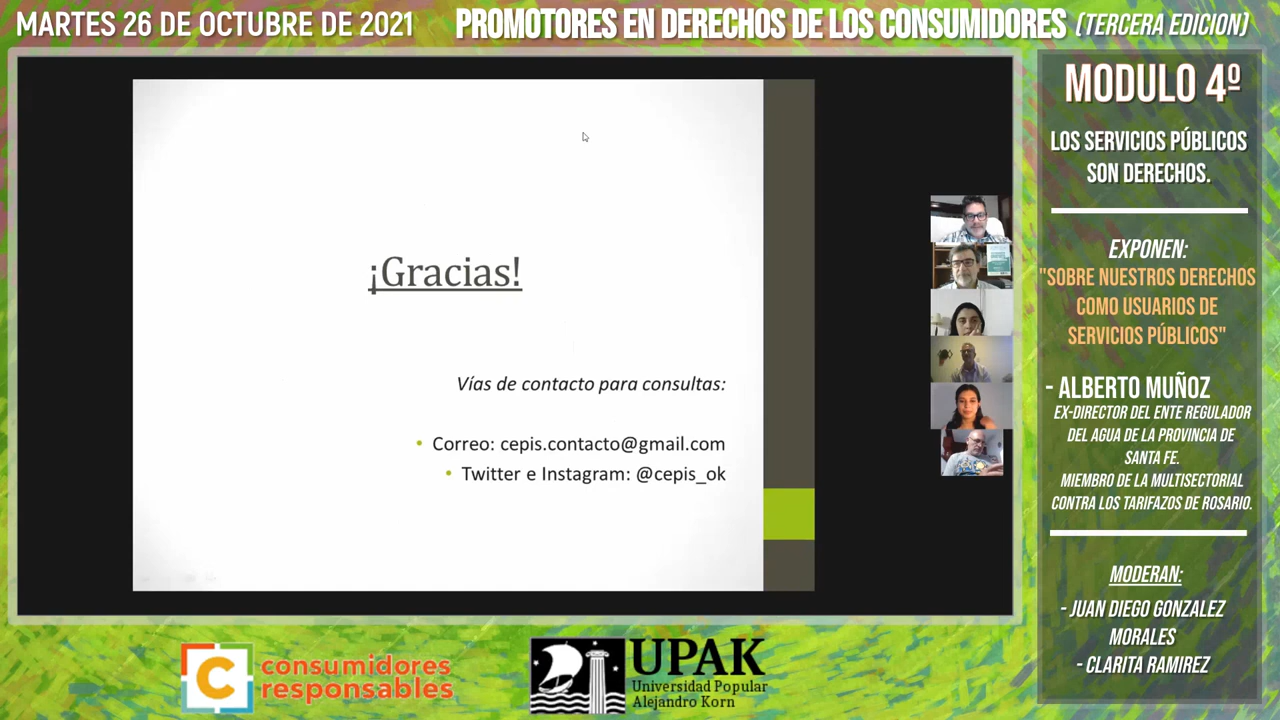 MARTES 26 DE OCTUBRE DE 2021
PROMOTORES EN DERECHOS DE LOS CONSUMIDORES (TERCERA EDICION)
¡Gracias!
Vías de contacto para consultas:
• Correo: cepis.contacto@gmail.com
• Twitter e Instagram: @cepis_ok
MODULO 4º
LOS SERVICIOS PÚBLICOS
SON DERECHOS.
EXPONEN:
"SOBRE NUESTROS DERECHOS
COMO USUARIOS DE
SERVICIOS PÚBLICOS"
- ALBERTO MUÑOZ
EX-DIRECTOR DEL ENTE REGULADOR
DEL AGUA DE LA PROVINCIA DE
SANTA FE.
MIEMBRO DE LA MULTISECTORIAL
CONTRA LOS TARIFAZOS DE ROSARIO.
MODERAN:
- JUAN DIEGO GONZALEZ
MORALES
- CLARITA RAMIREZ
C
consumidores
responsables
UPAK
Universidad Popular
Alejandro Korn